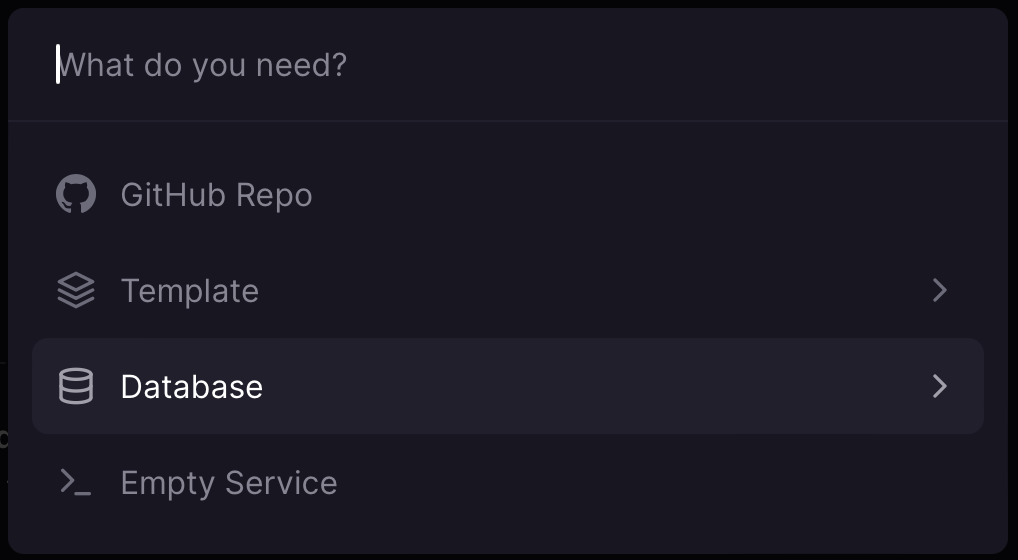 What do you need?
GitHub Repo
Template
Database
Empty Service